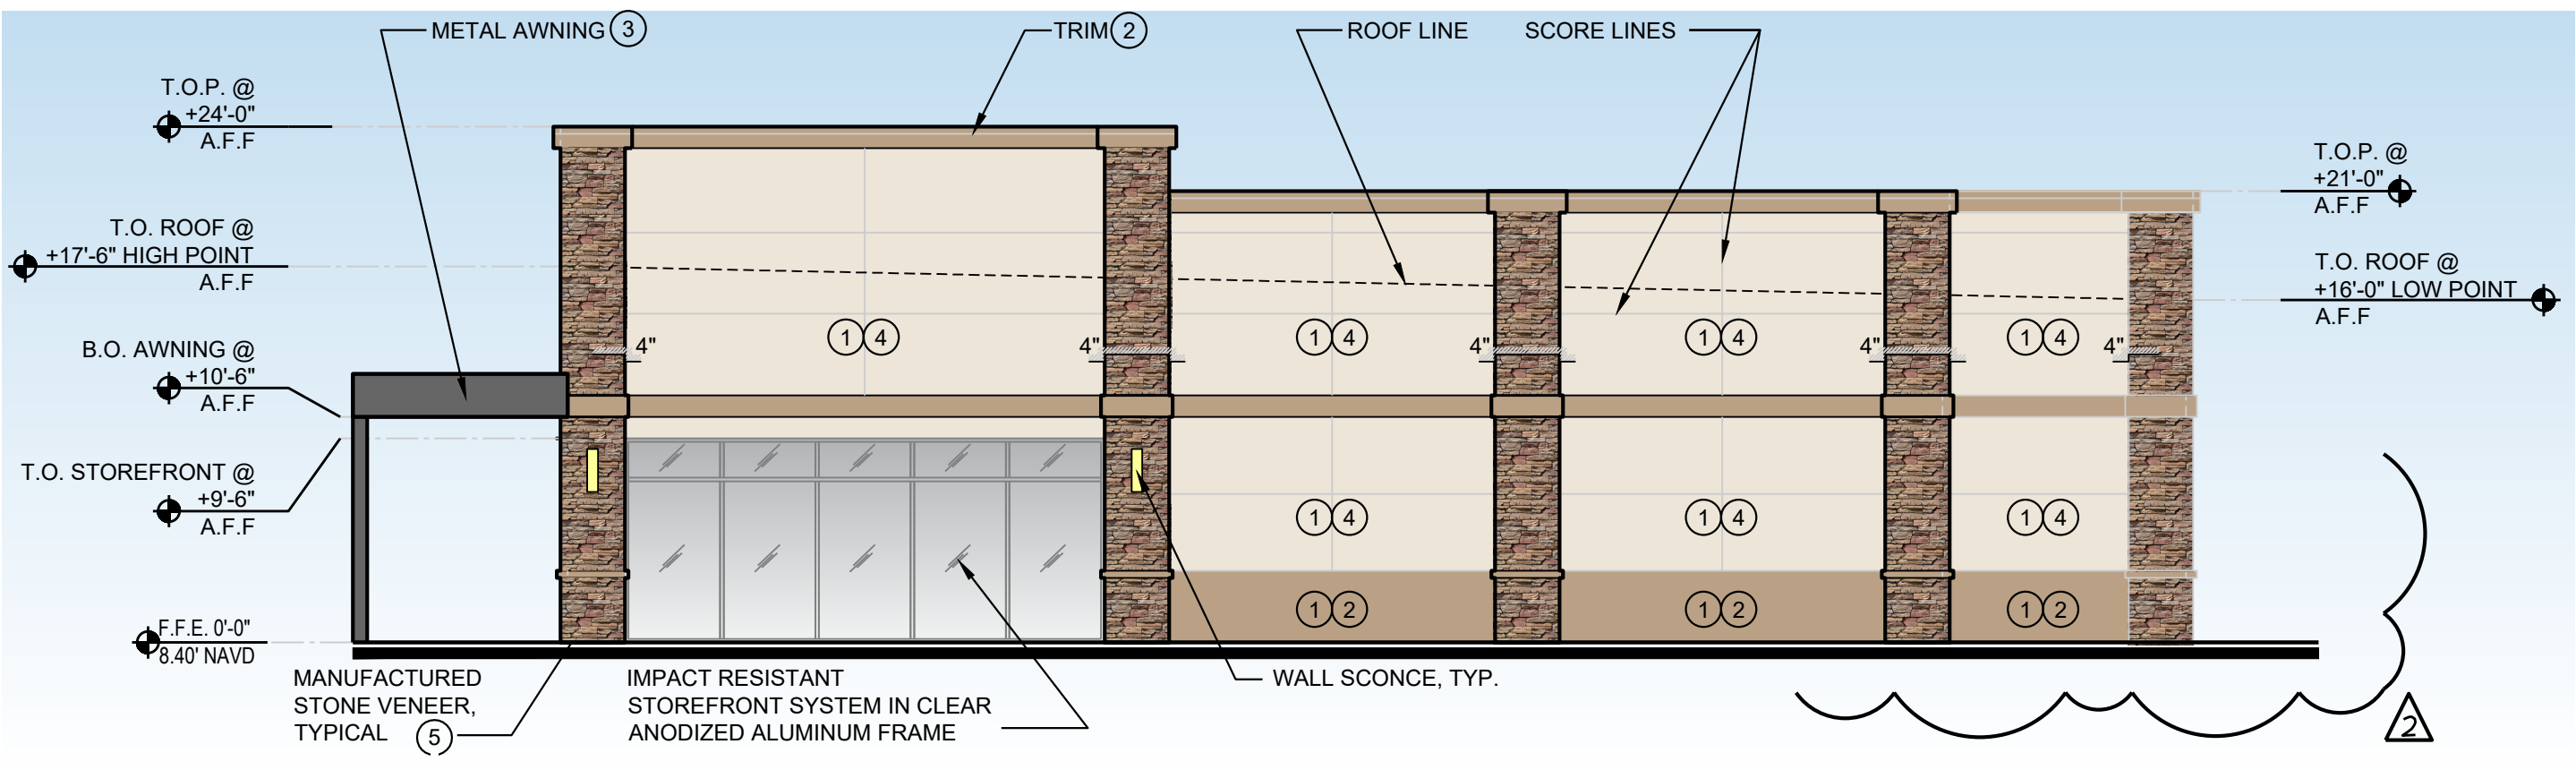 METAL AWNING 3
TRIM 2
ROOF LINE
SCORE LINES
T.O.P. @
+24'-0"
A.F.F
T.O. ROOF @
+17'-6" HIGH POINT
A.F.F
B.O. AWNING @
+10'-6"
A.F.F
T.O. STOREFRONT @
+9'-6"
A.F.F
F.F.E. 0'-0"
8.40' NAVD
T.O.P. @
+21'-0"
A.F.F
T.O. ROOF @
+16'-0" LOW POINT
A.F.F
1 4
1 4
1 4
1 4
4"
4"
4"
4"
4"
1 4
1 4
1 4
1 2
1 2
1 2
MANUFACTURED
STONE VENEER,
TYPICAL 5
IMPACT RESISTANT
STOREFRONT SYSTEM IN CLEAR
ANODIZED ALUMINUM FRAME
WALL SCONCE, TYP.
2